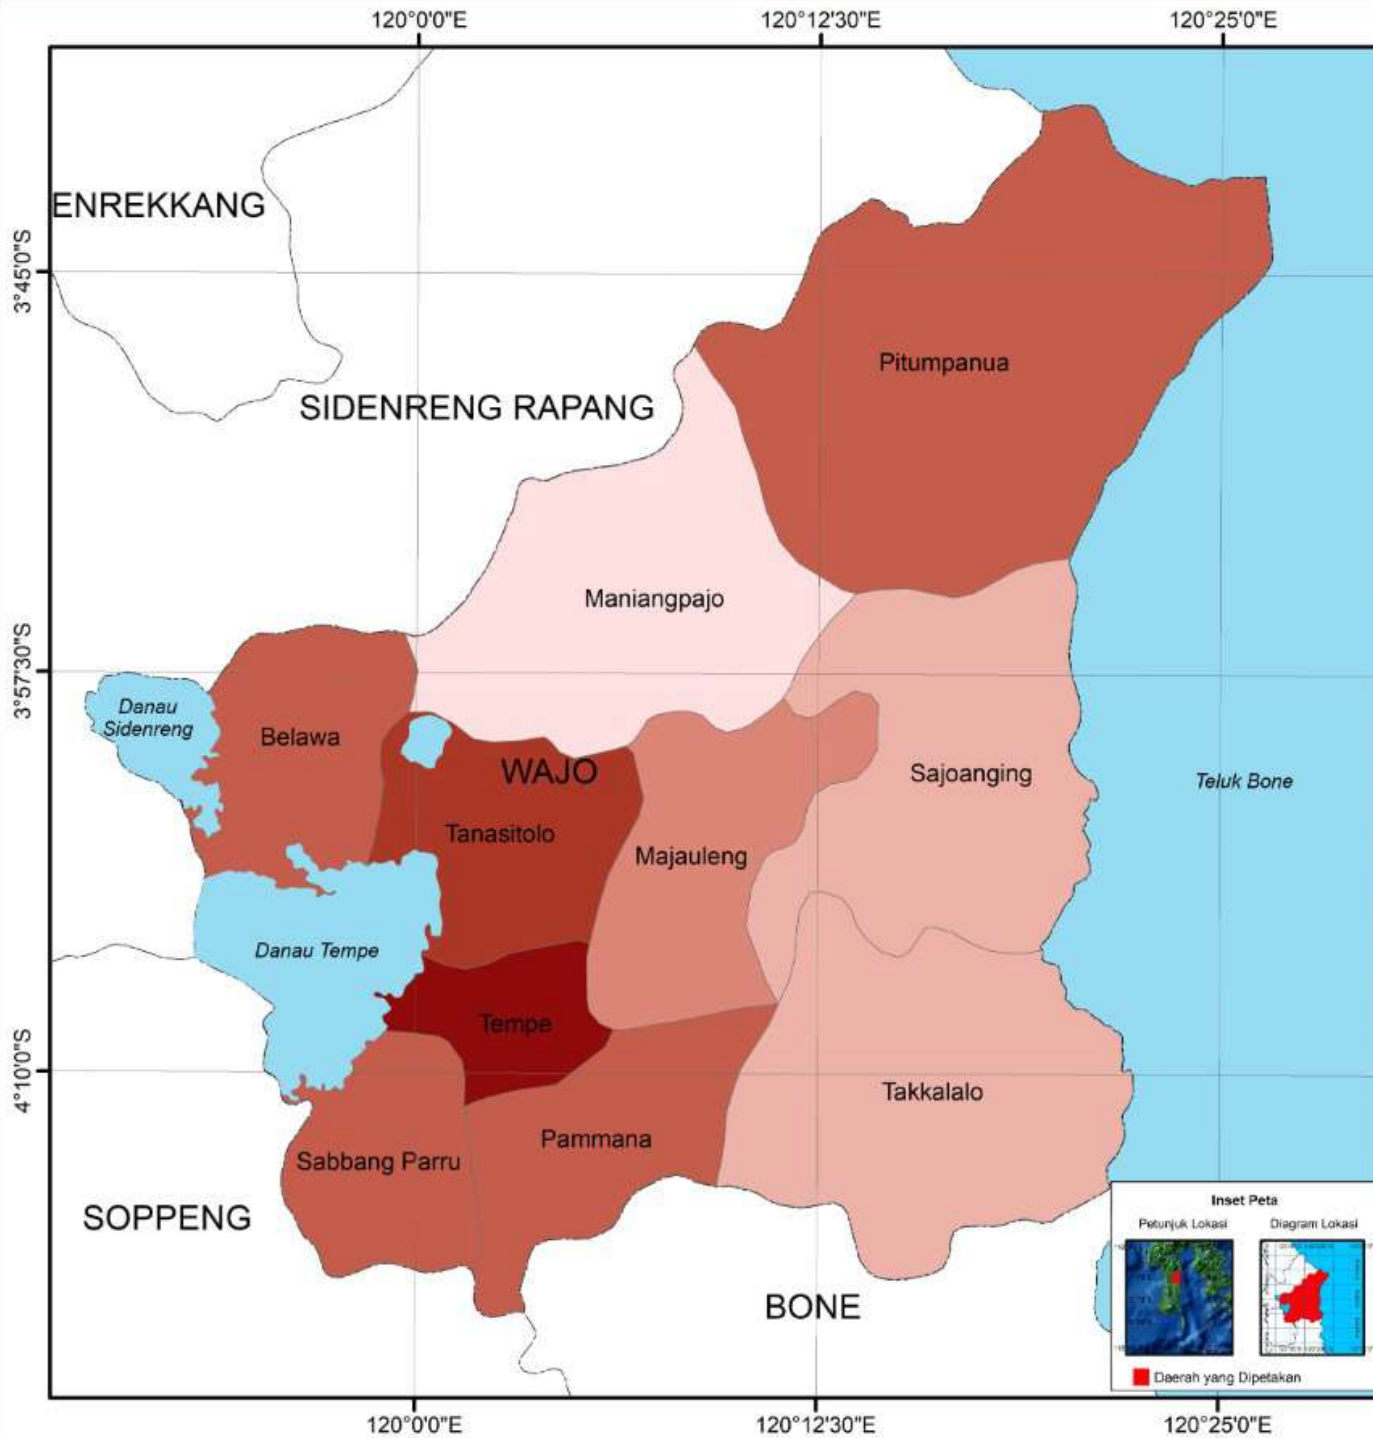 120°0'0"E
120°12'30"E
120°25'0"E
ENREKKANG
3°45'0"S
Pitumpanua
SIDENRENG RAPANG
Maniangpajo
3°57'30"S
Danau
Sidenreng
Belawa
WAJO
Sajoanging
Teluk Bone
Tanasitolo
Majauleng
Danau Tempe
Tempe
4°10'0"S
Takkalalo
Pammana
Sabbang Parru
SOPPENG
BONE
Inset Peta
Petunjuk Lokasi
Diagram Lokasi
Daerah yang Dipetakan
120°0'0"E
120°12'30"E
120°25'0"E